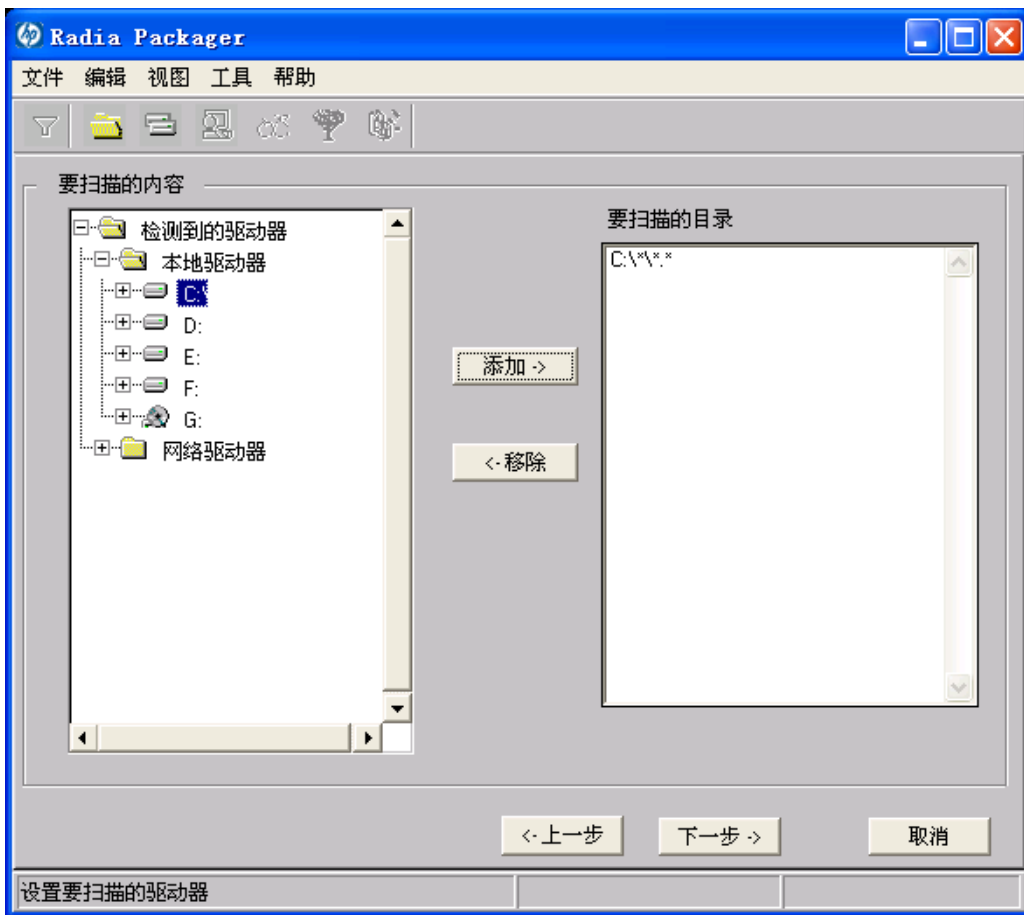 Radia Packager
文件 编辑 视图 工具 帮助
要扫描的内容
检测到的驱动器
本地驱动器
C:\
D:
E:
F:
G:
网络驱动器
添加 ->
<- 移除
要扫描的目录
C:\*\*.*
<- 上一步 下一步 -> 取消
设置要扫描的驱动器